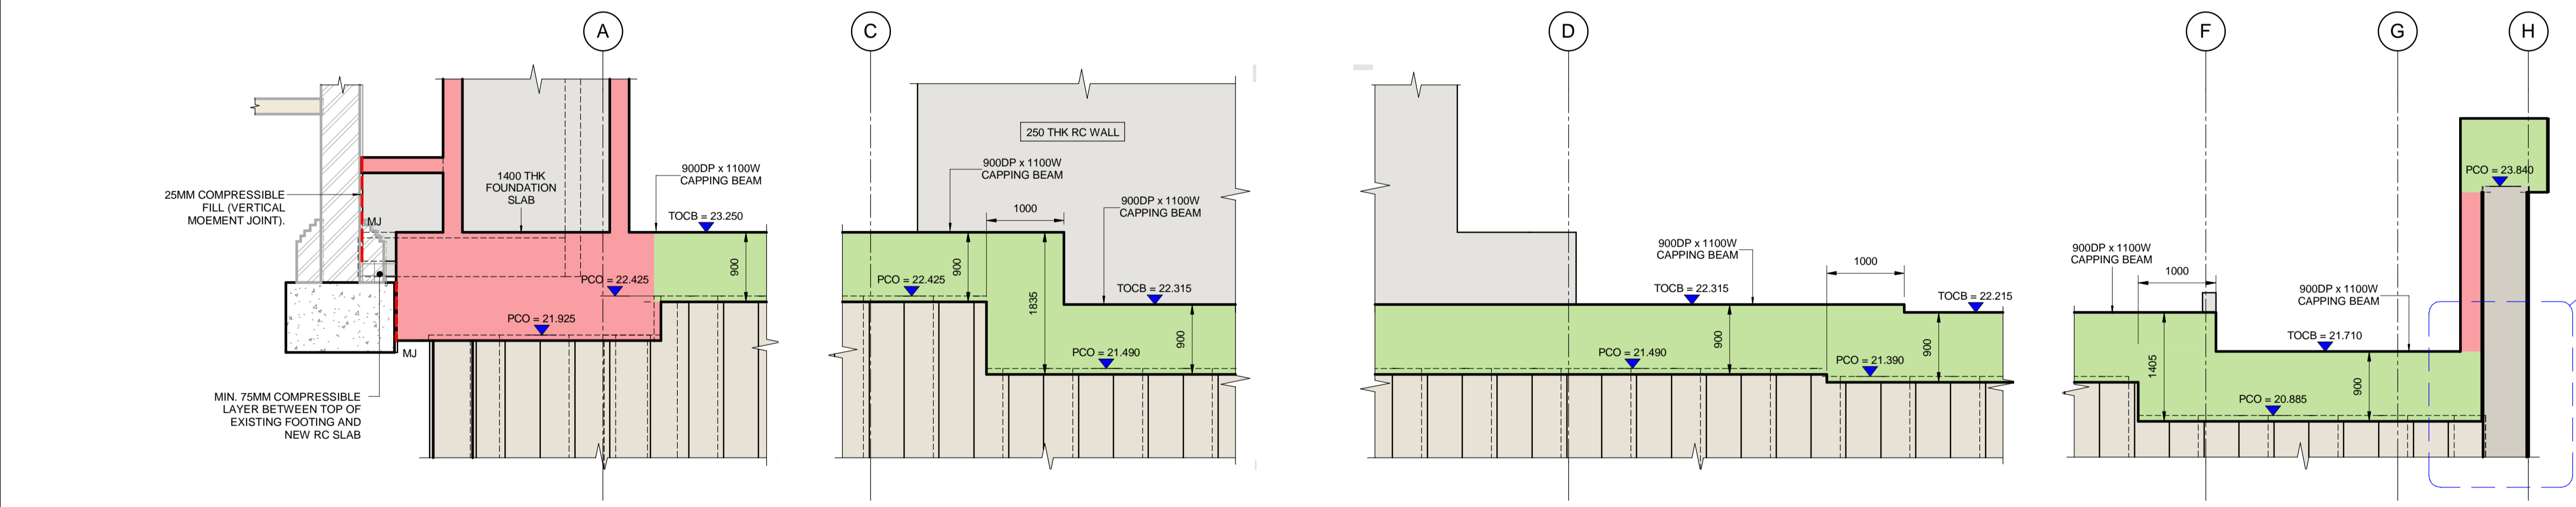 A
C
D
F
G
H
25MM COMPRESSIBLE
FILL (VERTICAL
MOEMENT JOINT).
MJ
MJ
MIN. 75MM COMPRESSIBLE
LAYER BETWEEN TOP OF
EXISTING FOOTING AND
NEW RC SLAB
1400 THK
FOUNDATION
SLAB
900DP x 1100W
CAPPING BEAM
TOCB = 23.250
900
PCO = 22.425
PCO = 21.925
250 THK RC WALL
900DP x 1100W
CAPPING BEAM
900DP x 1100W
CAPPING BEAM
1000
PCO = 22.425
900
1835
TOCB = 22.315
PCO = 21.490
900
900DP x 1100W
CAPPING BEAM
1000
TOCB = 22.315
TOCB = 22.215
PCO = 21.490
900
PCO = 21.390
900
900DP x 1100W
CAPPING BEAM
1000
900DP x 1100W
CAPPING BEAM
TOCB = 21.710
1405
900
PCO = 20.885
PCO = 23.840